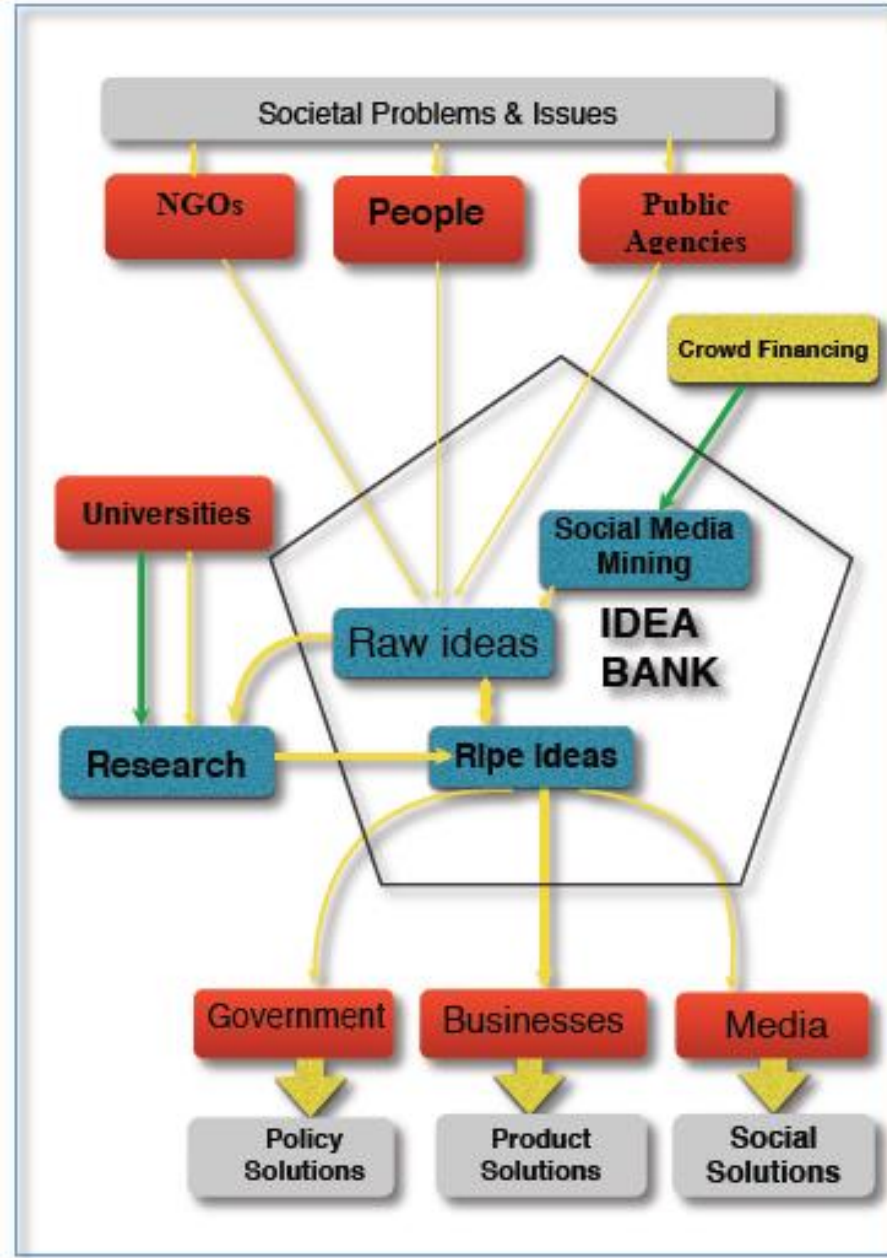 Societal Problems & Issues
NGOs
People
Public
Agencies
Crowd Financing
Universities
Social Media
Mining
IDEA
BANK
Raw ideas
Research
Ripe Ideas
Government
Businesses
Media
Policy
Solutions
Product
Solutions
Social
Solutions